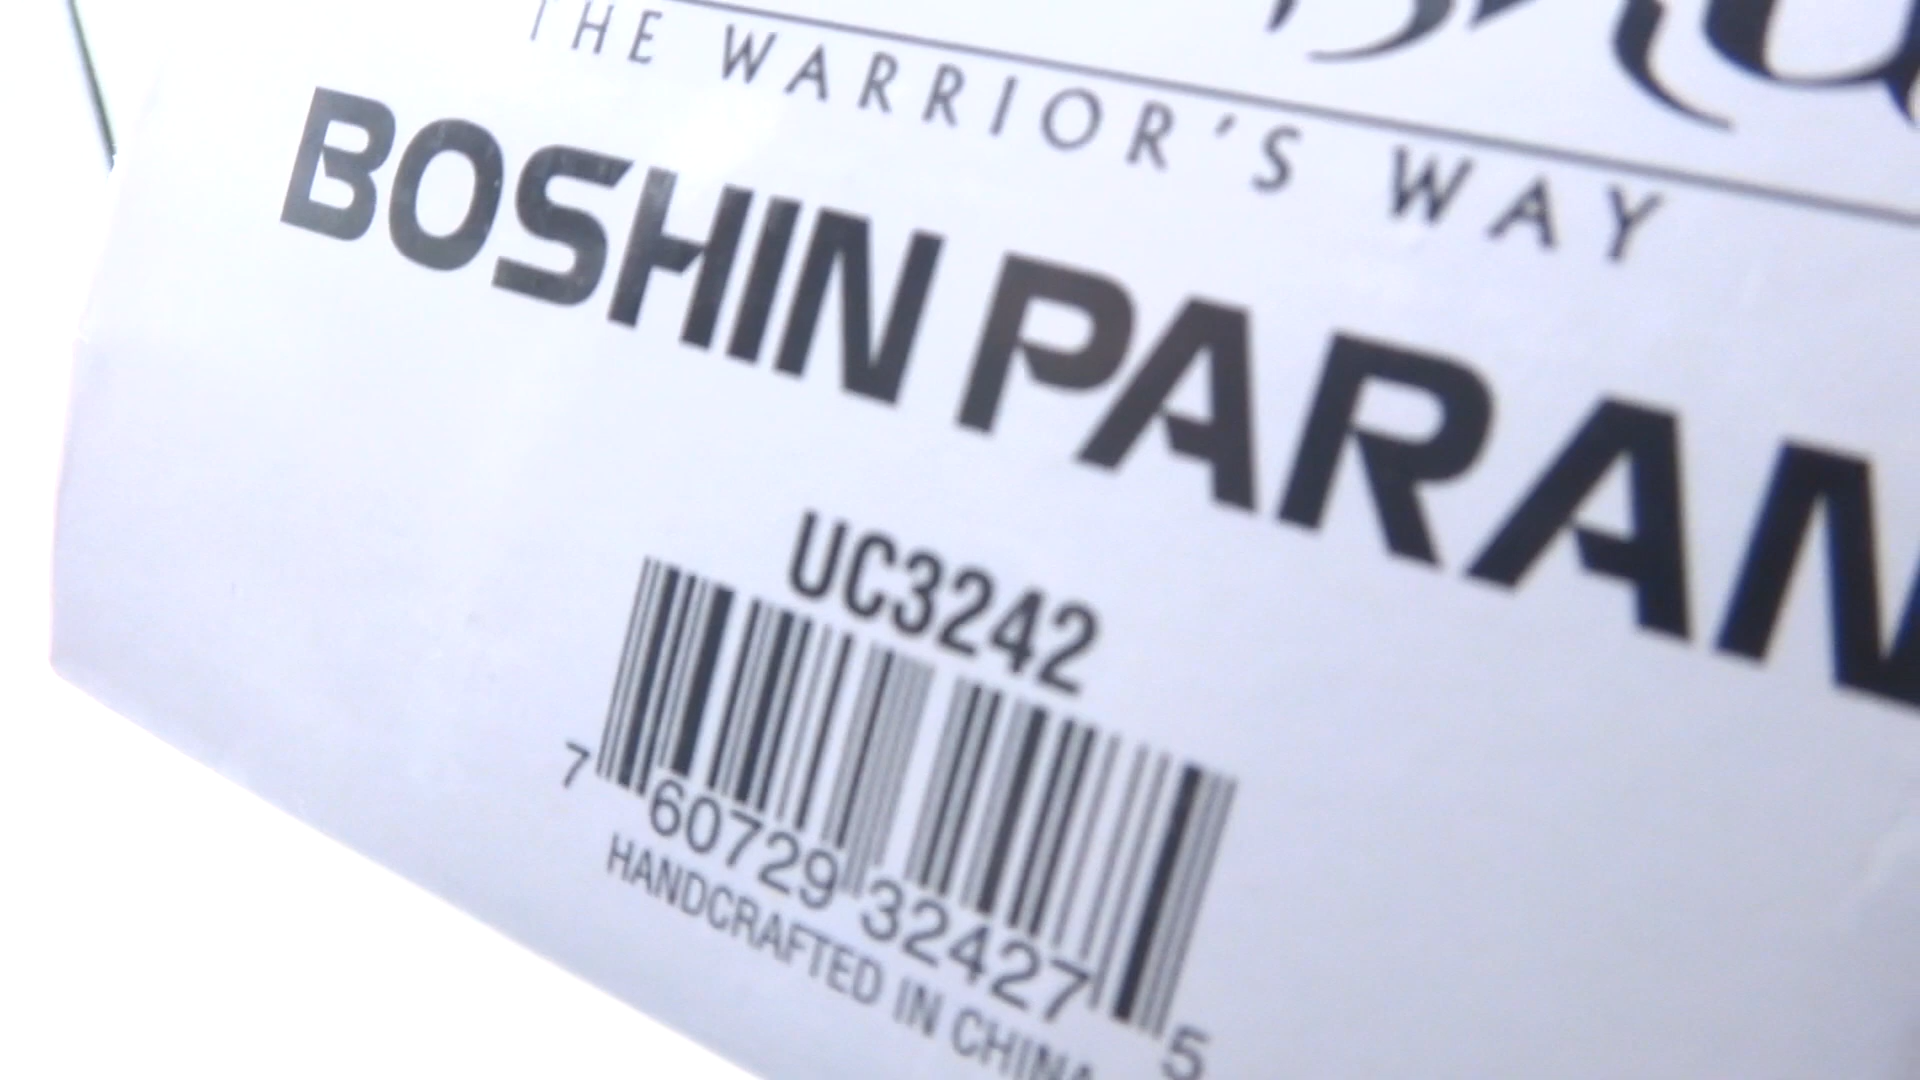 THE WARRIOR'S WAY
BOSHIN PARAN
UC3242
7 60729 32427 5
HANDCRAFTED IN CHINA